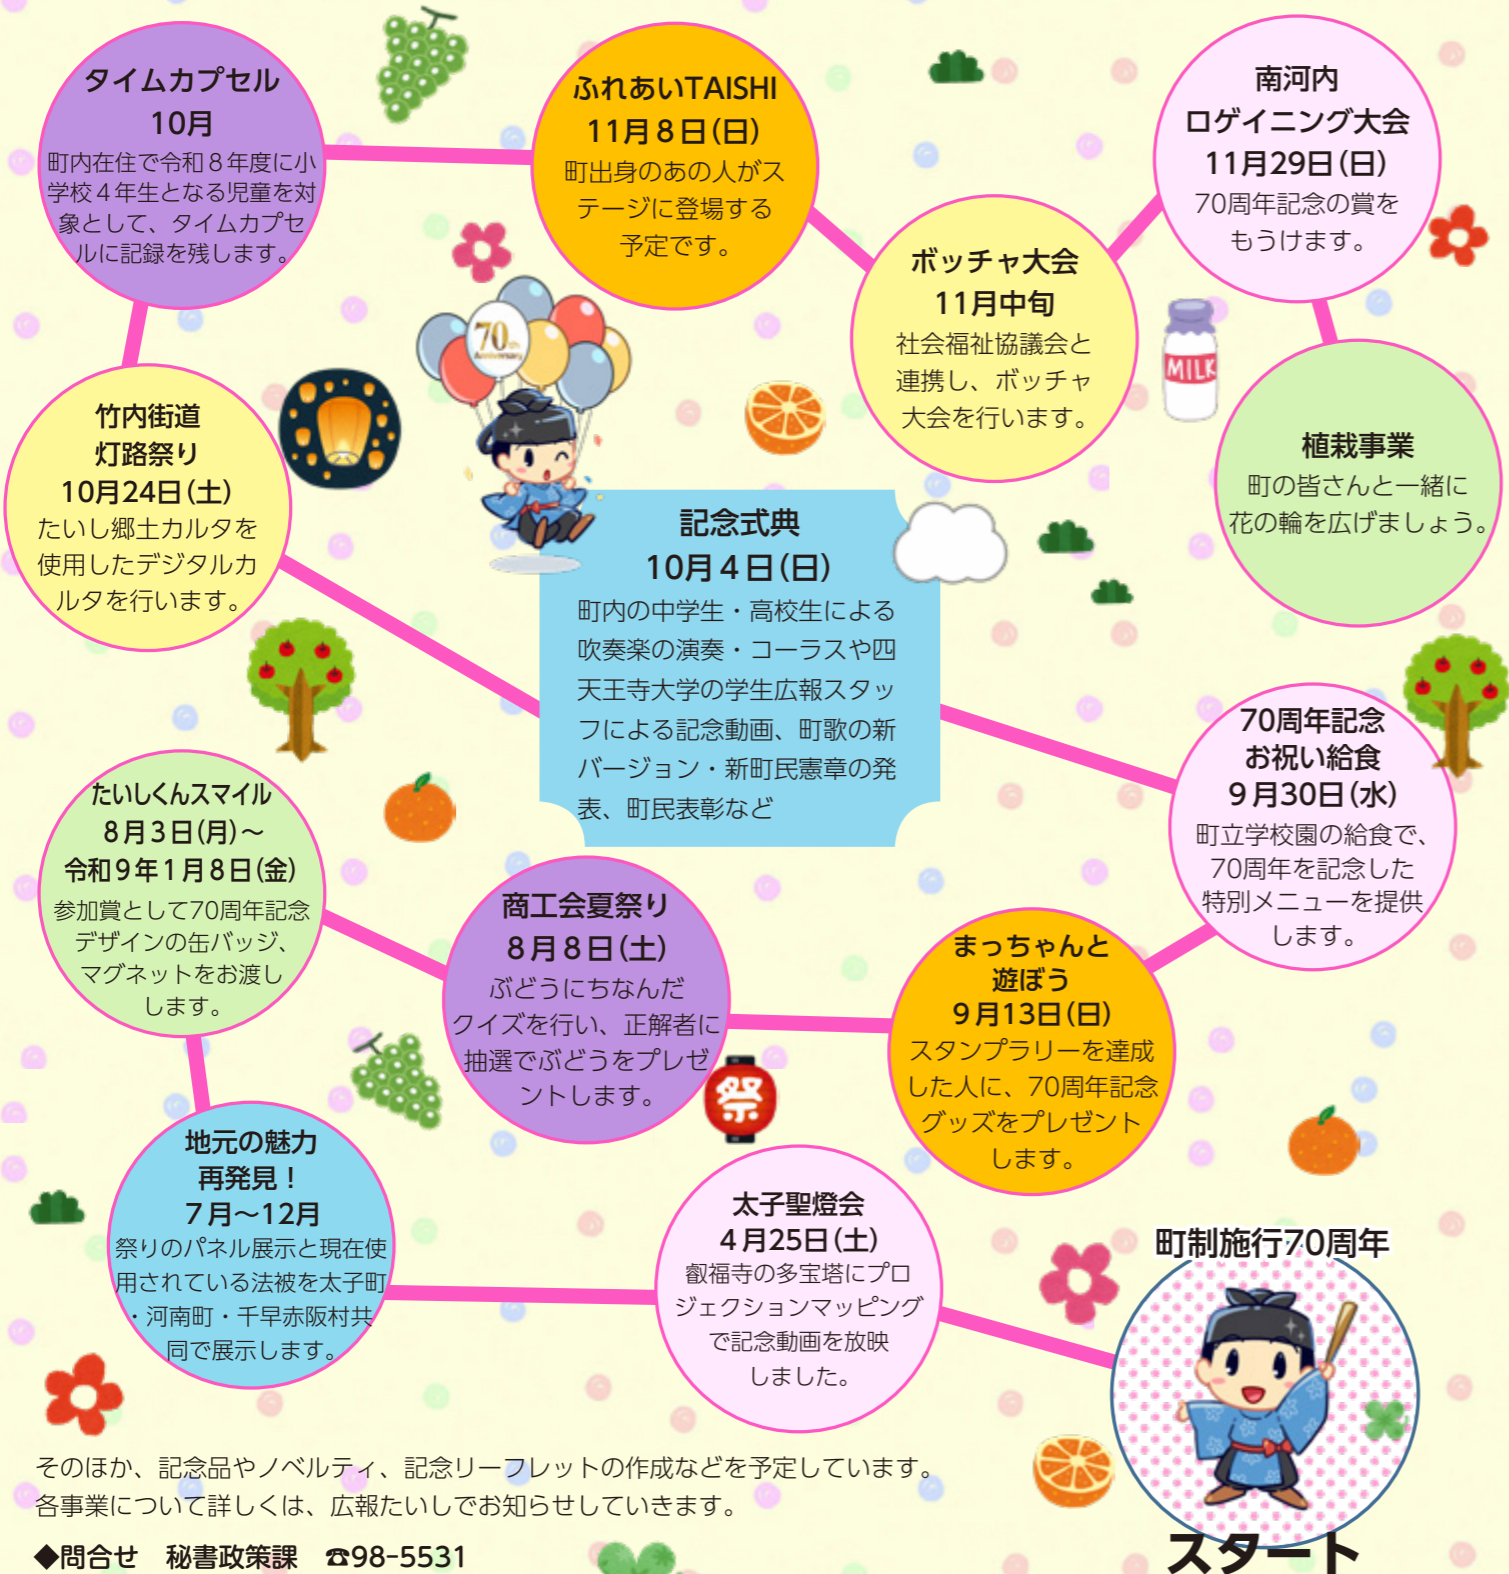 タイムカプセル
10月
町内在住で令和８年度に小
学校４年生となる児童を対
象として、タイムカプセ
ルに記録を残します。
ふれあいTAISHI
11月８日(日)
町出身のあの人がス
テージに登場する
予定です。
南河内
ロゲイニング大会
11月29日(日)
70周年記念の賞を
もうけます。
ボッチャ大会
11月中旬
社会福祉協議会と
連携し、ボッチャ
大会を行います。
MILK
70th
Anniversary
竹内街道
灯路祭り
10月24日(土)
たいし郷土カルタを
使用したデジタルカ
ルタを行います。
植栽事業
町の皆さんと一緒に
花の輪を広げましょう。
記念式典
10月４日(日)
町内の中学生・高校生による
吹奏楽の演奏・コーラスや四
天王寺大学の学生広報スタッ
フによる記念動画、町歌の新
バージョン・新町民憲章の発
表、町民表彰など
70周年記念
お祝い給食
９月30日(水)
町立学校園の給食で、
70周年を記念した
特別メニューを提供
します。
たいしくんスマイル
８月３日(月)～
令和９年１月８日(金)
参加賞として70周年記念
デザインの缶バッジ、
マグネットをお渡し
します。
商工会夏祭り
８月８日(土)
ぶどうにちなんだ
クイズを行い、正解者に
抽選でぶどうをプレゼ
ントします。
祭
まっちゃんと
遊ぼう
９月13日(日)
スタンプラリーを達成
した人に、70周年記念
グッズをプレゼント
します。
地元の魅力
再発見！
７月～12月
祭りのパネル展示と現在使
用されている法被を太子町
・河南町・千早赤阪村共
同で展示します。
太子聖燈会
４月25日(土)
叡福寺の多宝塔にプロ
ジェクションマッピング
で記念動画を放映
しました。
町制施行70周年
スタート
そのほか、記念品やノベルティ、記念リーフレットの作成などを予定しています。
各事業について詳しくは、広報たいしでお知らせしていきます。
◆問合せ　秘書政策課　☎98-5531